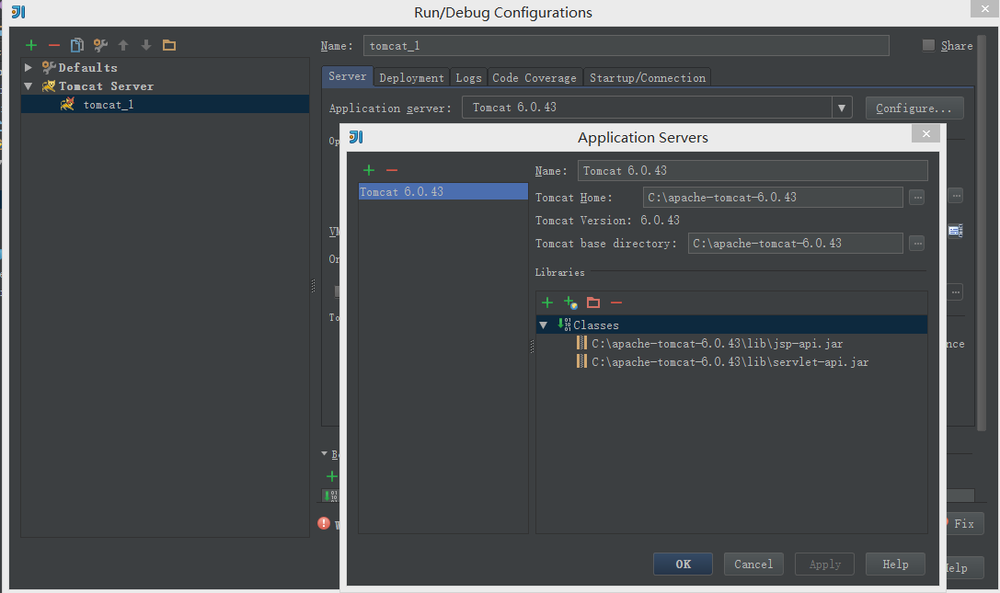 Run/Debug Configurations
Name: tomcat_1
Share
Defaults
Tomcat Server
tomcat_1
Server Deployment Logs Code Coverage Startup/Connection
Application server: Tomcat 6.0.43 Configure...
Application Servers
Tomcat 6.0.43
Name: Tomcat 6.0.43
Tomcat Home: C:\apache-tomcat-6.0.43
Tomcat Version: 6.0.43
Tomcat base directory: C:\apache-tomcat-6.0.43
Libraries
Classes
C:\apache-tomcat-6.0.43\lib\jsp-api.jar
C:\apache-tomcat-6.0.43\lib\servlet-api.jar
Fix
OK Cancel Apply Help